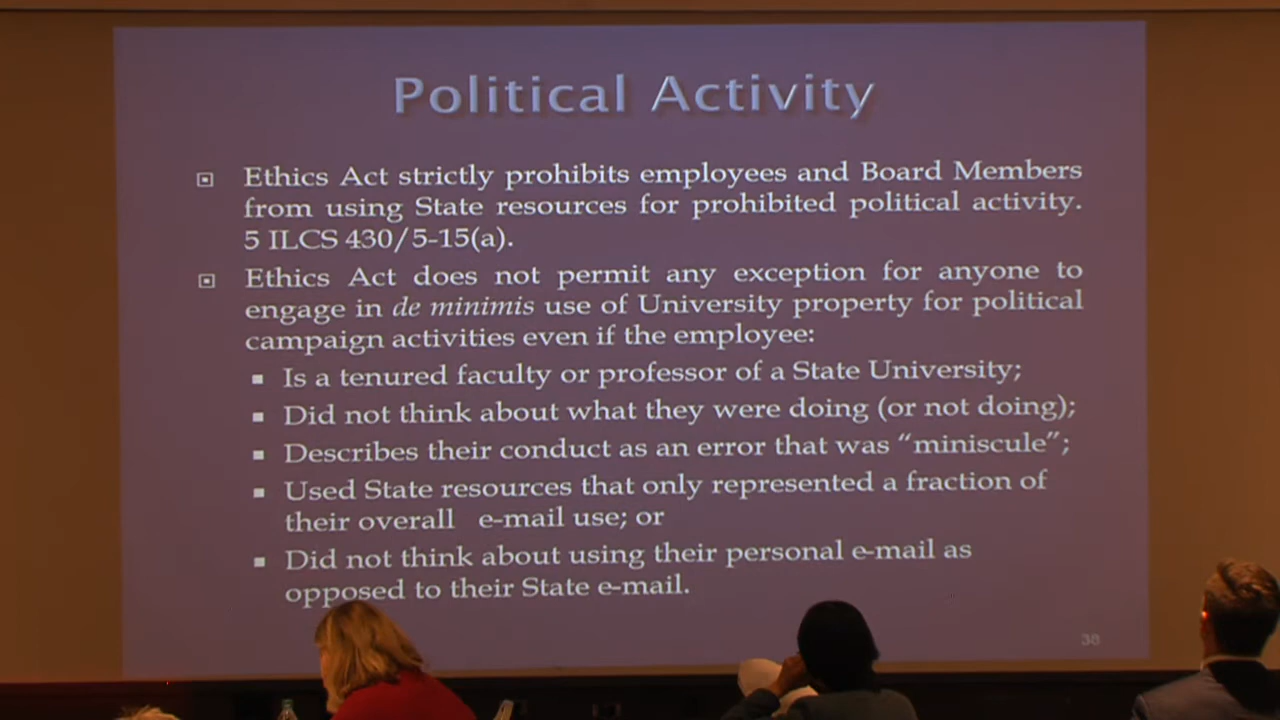 Political Activity
Ethics Act strictly prohibits employees and Board Members
from using State resources for prohibited political activity.
5 ILCS 430/5-15(a).
Ethics Act does not permit any exception for anyone to
engage in de minimis use of University property for political
campaign activities even if the employee:
Is a tenured faculty or professor of a State University;
Did not think about what they were doing (or not doing);
Describes their conduct as an error that was “miniscule”;
Used State resources that only represented a fraction of
their overall e-mail use; or
Did not think about using their personal e-mail as
opposed to their State e-mail.
38